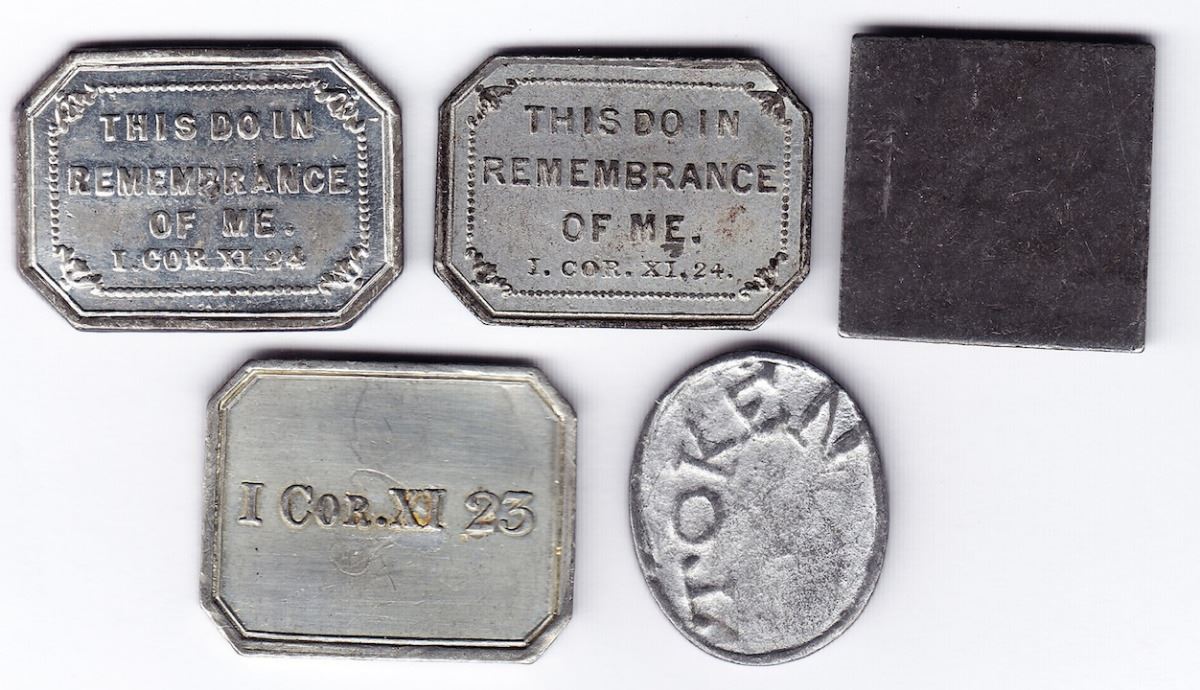 THIS DO IN
REMEMBRANCE
OF ME.
I. COR. XI. 24
THIS DO IN
REMEMBRANCE
OF ME.
I. COR. XI. 24.
I COR. XI 23
TOKEN